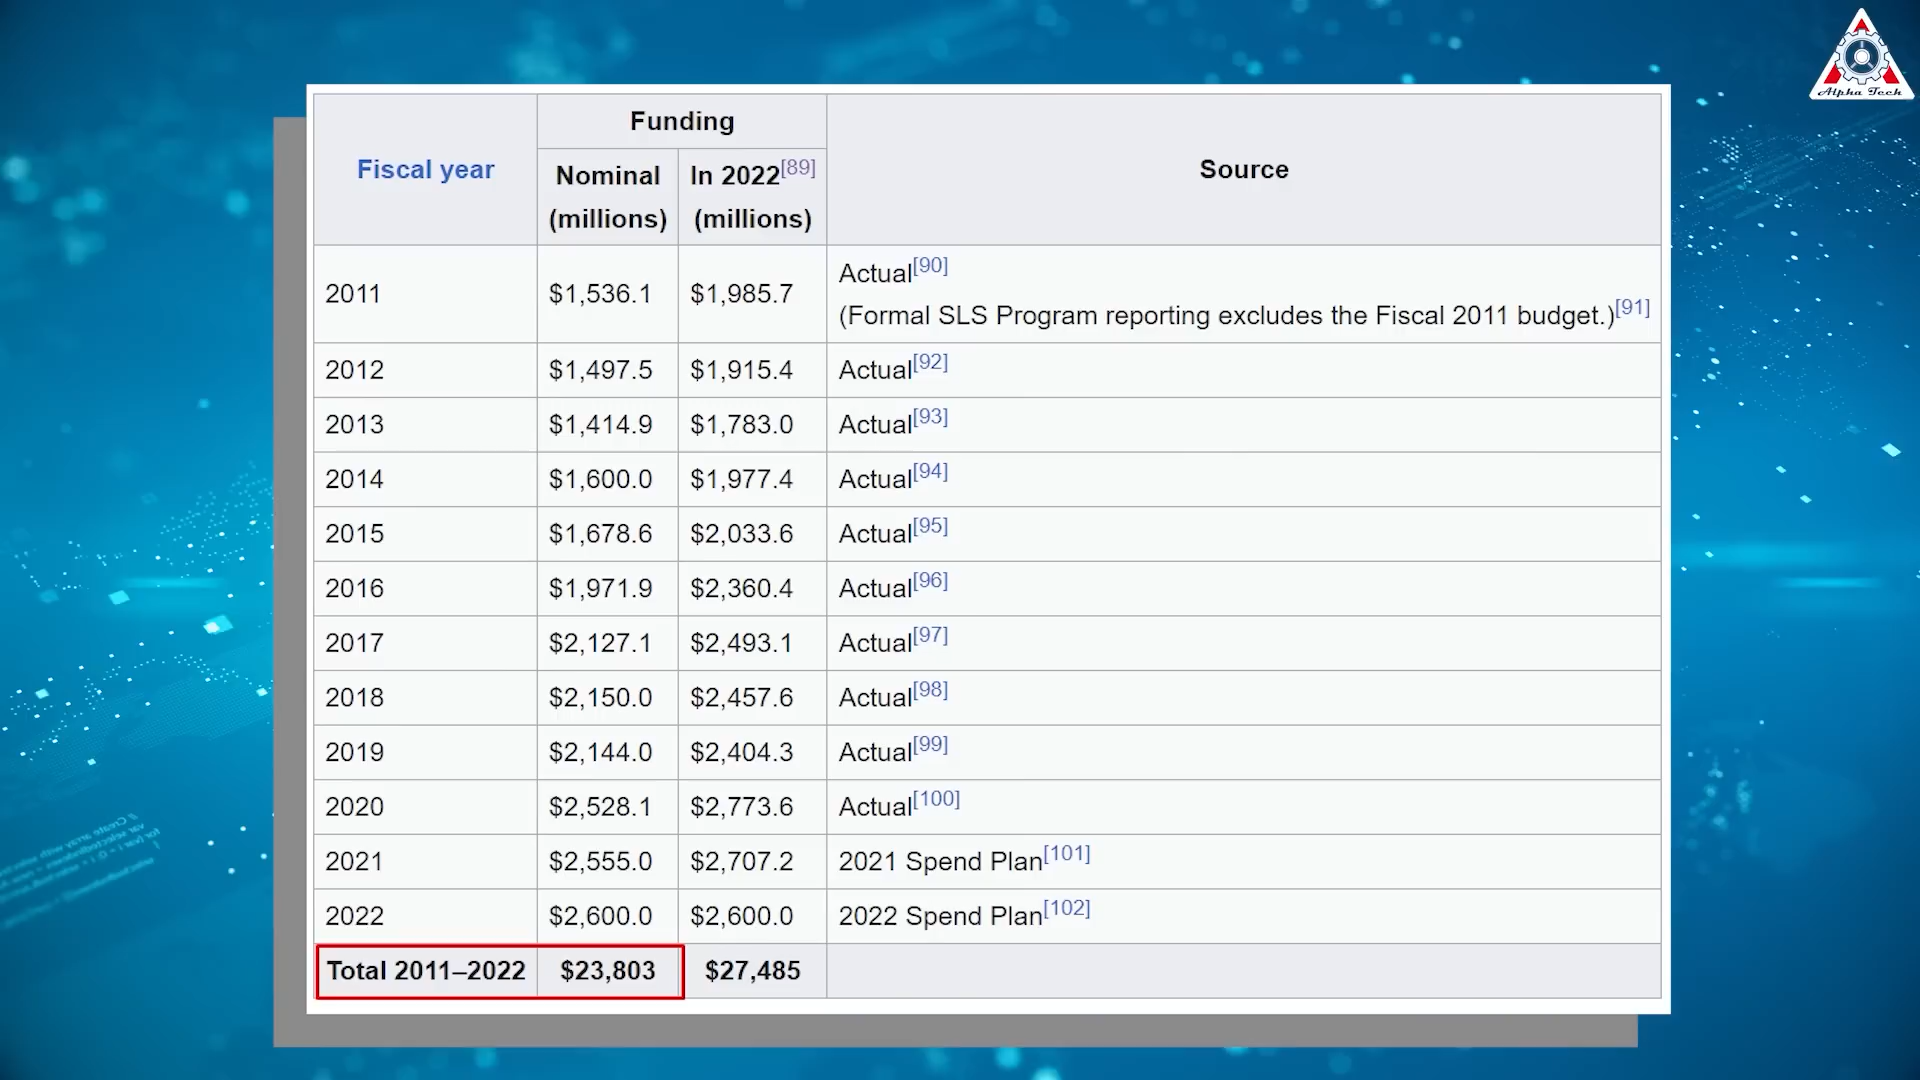 Alpha Tech
Fiscal year
Funding
Source
Nominal
(millions)
In 2022[89]
(millions)
2011 $1,536.1 $1,985.7 Actual[90]
(Formal SLS Program reporting excludes the Fiscal 2011 budget.)[91]
2012 $1,497.5 $1,915.4 Actual[92]
2013 $1,414.9 $1,783.0 Actual[93]
2014 $1,600.0 $1,977.4 Actual[94]
2015 $1,678.6 $2,033.6 Actual[95]
2016 $1,971.9 $2,360.4 Actual[96]
2017 $2,127.1 $2,493.1 Actual[97]
2018 $2,150.0 $2,457.6 Actual[98]
2019 $2,144.0 $2,404.3 Actual[99]
2020 $2,528.1 $2,773.6 Actual[100]
2021 $2,555.0 $2,707.2 2021 Spend Plan[101]
2022 $2,600.0 $2,600.0 2022 Spend Plan[102]
Total 2011–2022 $23,803 $27,485